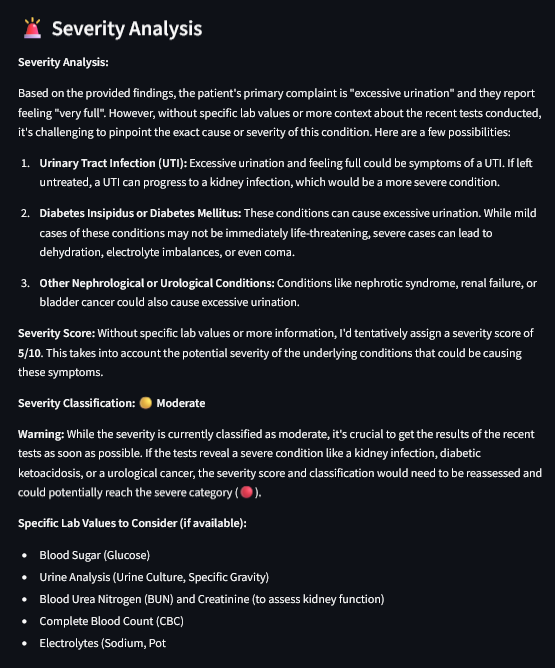 🚨 Severity Analysis
Severity Analysis:
Based on the provided findings, the patient's primary complaint is "excessive urination" and they report
feeling "very full". However, without specific lab values or more context about the recent tests conducted,
it's challenging to pinpoint the exact cause or severity of this condition. Here are a few possibilities:
1. Urinary Tract Infection (UTI): Excessive urination and feeling full could be symptoms of a UTI. If left
untreated, a UTI can progress to a kidney infection, which would be a more severe condition.
2. Diabetes Insipidus or Diabetes Mellitus: These conditions can cause excessive urination. While mild
cases of these conditions may not be immediately life-threatening, severe cases can lead to
dehydration, electrolyte imbalances, or even coma.
3. Other Nephrological or Urological Conditions: Conditions like nephrotic syndrome, renal failure, or
bladder cancer could also cause excessive urination.
Severity Score: Without specific lab values or more information, I'd tentatively assign a severity score of
5/10. This takes into account the potential severity of the underlying conditions that could be causing
these symptoms.
Severity Classification: 🟡 Moderate
Warning: While the severity is currently classified as moderate, it's crucial to get the results of the recent
tests as soon as possible. If the tests reveal a severe condition like a kidney infection, diabetic
ketoacidosis, or a urological cancer, the severity score and classification would need to be reassessed and
could potentially reach the severe category (🔴).
Specific Lab Values to Consider (if available):
• Blood Sugar (Glucose)
• Urine Analysis (Urine Culture, Specific Gravity)
• Blood Urea Nitrogen (BUN) and Creatinine (to assess kidney function)
• Complete Blood Count (CBC)
• Electrolytes (Sodium, Pot